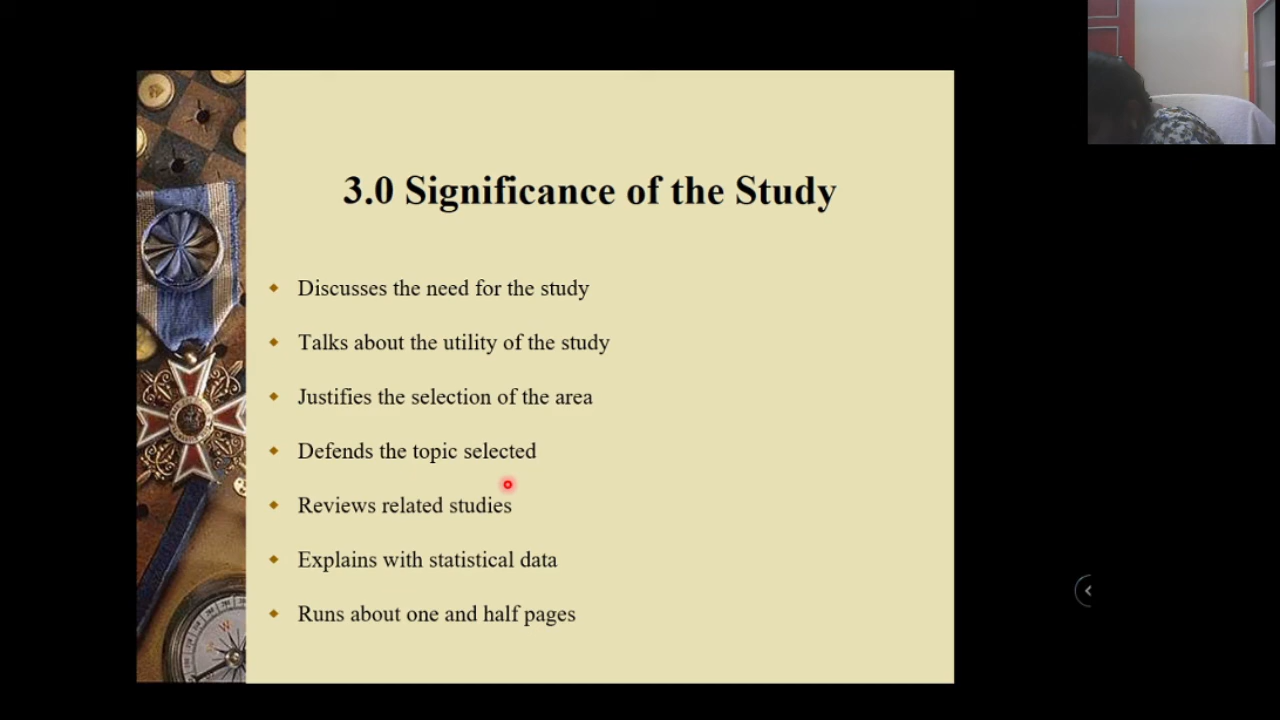 3.0 Significance of the Study
Discusses the need for the study
Talks about the utility of the study
Justifies the selection of the area
Defends the topic selected
Reviews related studies
Explains with statistical data
Runs about one and half pages